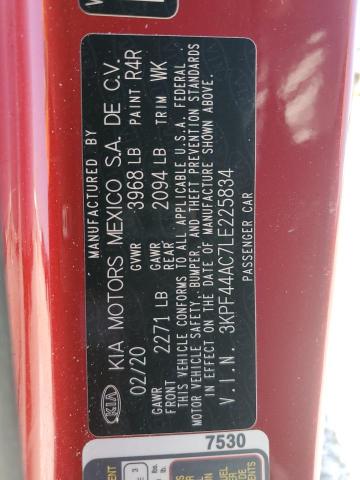 MANUFACTURED BY
KIA KIA MOTORS MEXICO S.A. DE C.V.
02/20 GVWR 3968 LB PAINT R4R
GAWR FRONT 2271 LB GAWR REAR 2094 LB TRIM WK
THIS VEHICLE CONFORMS TO ALL APPLICABLE U.S.A. FEDERAL
MOTOR VEHICLE SAFETY, BUMPER, AND THEFT PREVENTION STANDARDS
IN EFFECT ON THE DATE OF MANUFACTURE SHOWN ABOVE.
V.I.N. 3KPF44AC7LE225834
PASSENGER CAR
7530